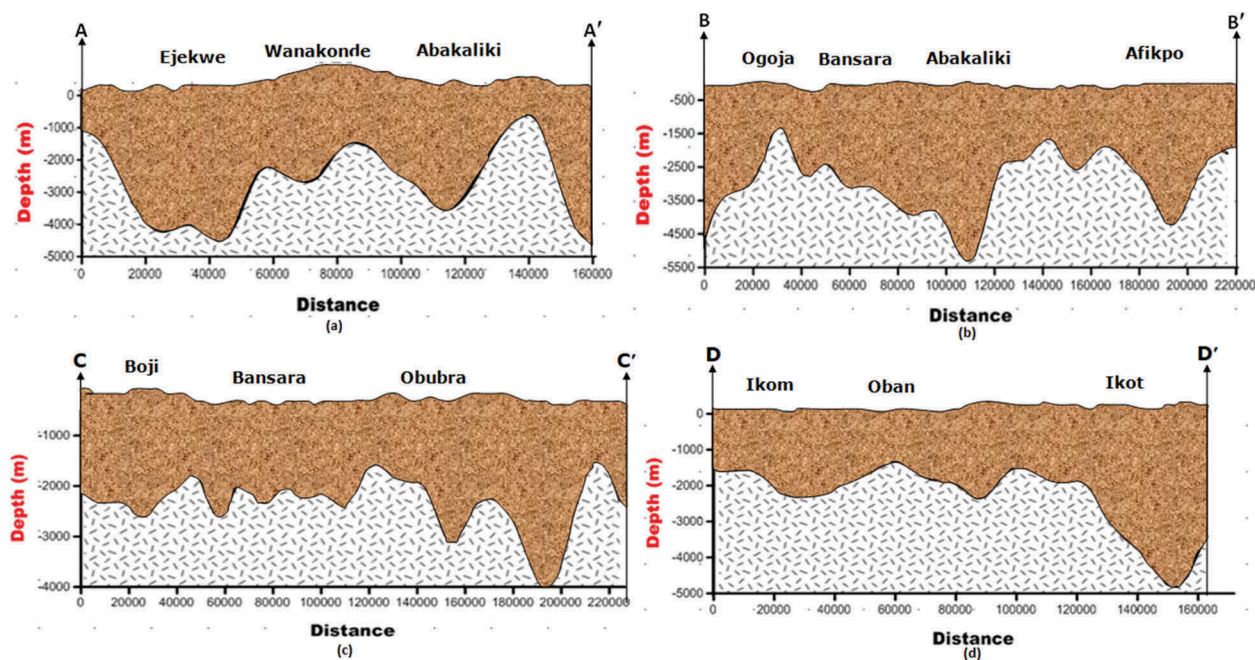 A A′
Ejekwe Wanakonde Abakaliki
0
-1000
-2000
-3000
-4000
-5000
Depth (m)
0 20000 40000 60000 80000 100000 120000 140000 160000
Distance
(a)
B B′
Ogoja Bansara Abakaliki Afikpo
-500
-1500
-2500
-3500
-4500
-5500
Depth (m)
0 20000 40000 60000 80000 100000 120000 140000 160000 180000 200000 220000
Distance
(b)
C C′
Boji Bansara Obubra
-1000
-2000
-3000
-4000
Depth (m)
0 20000 40000 60000 80000 100000 120000 140000 160000 180000 200000 220000
Distance
(c)
D D′
Ikom Oban Ikot
0
-1000
-2000
-3000
-4000
-5000
Depth (m)
0 20000 40000 60000 80000 100000 120000 140000 160000
Distance
(d)